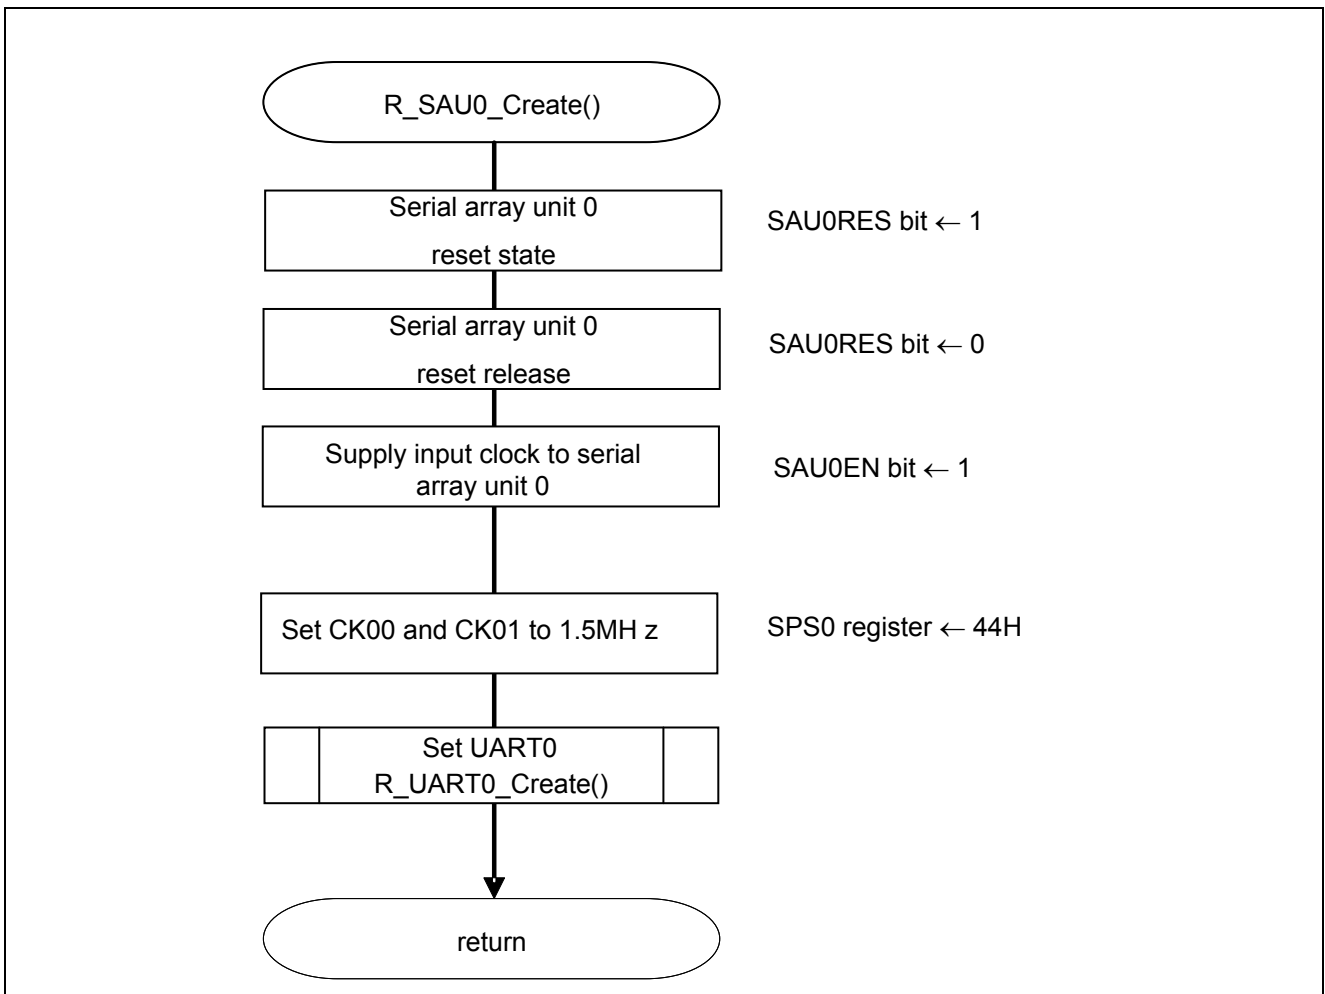 R_SAU0_Create()
Serial array unit 0
reset state
SAU0RES bit ← 1
Serial array unit 0
reset release
SAU0RES bit ← 0
Supply input clock to serial
array unit 0
SAU0EN bit ← 1
Set CK00 and CK01 to 1.5MH z
SPS0 register ← 44H
Set UART0
R_UART0_Create()
return